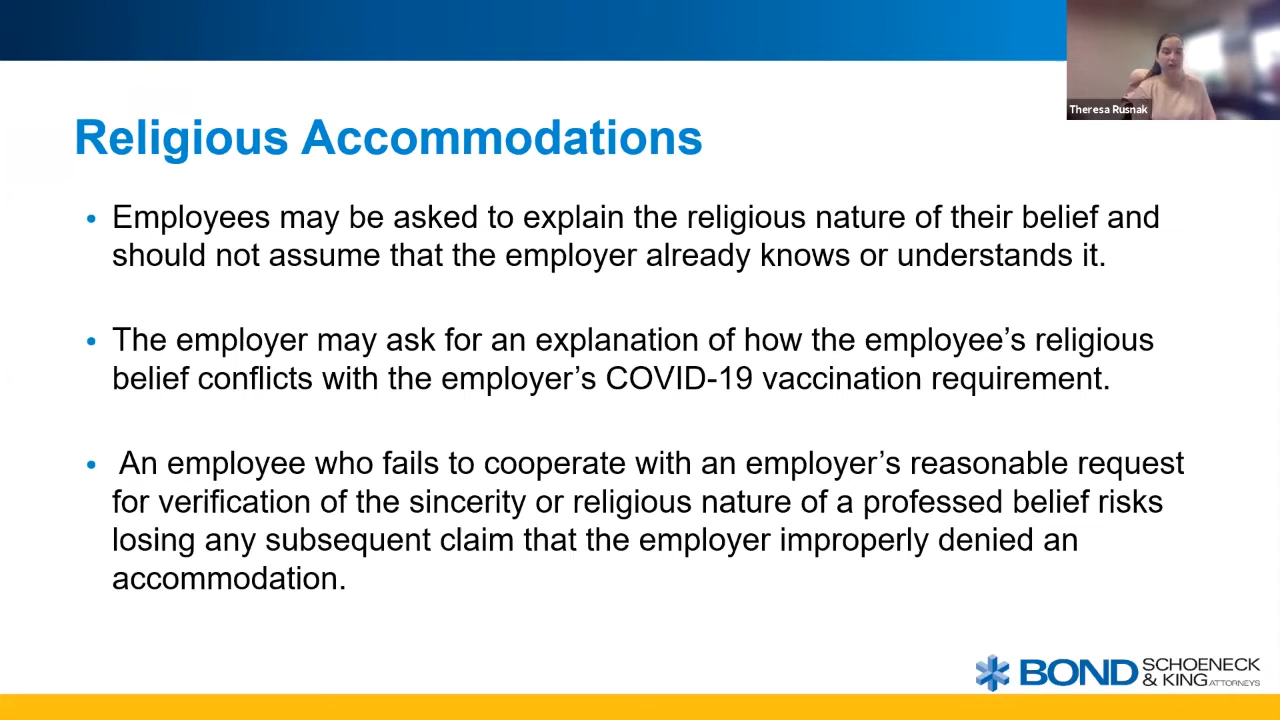 Theresa Rusnak
Religious Accommodations
• Employees may be asked to explain the religious nature of their belief and
should not assume that the employer already knows or understands it.
• The employer may ask for an explanation of how the employee’s religious
belief conflicts with the employer’s COVID-19 vaccination requirement.
• An employee who fails to cooperate with an employer’s reasonable request
for verification of the sincerity or religious nature of a professed belief risks
losing any subsequent claim that the employer improperly denied an
accommodation.
BOND SCHOENECK
& KING ATTORNEYS